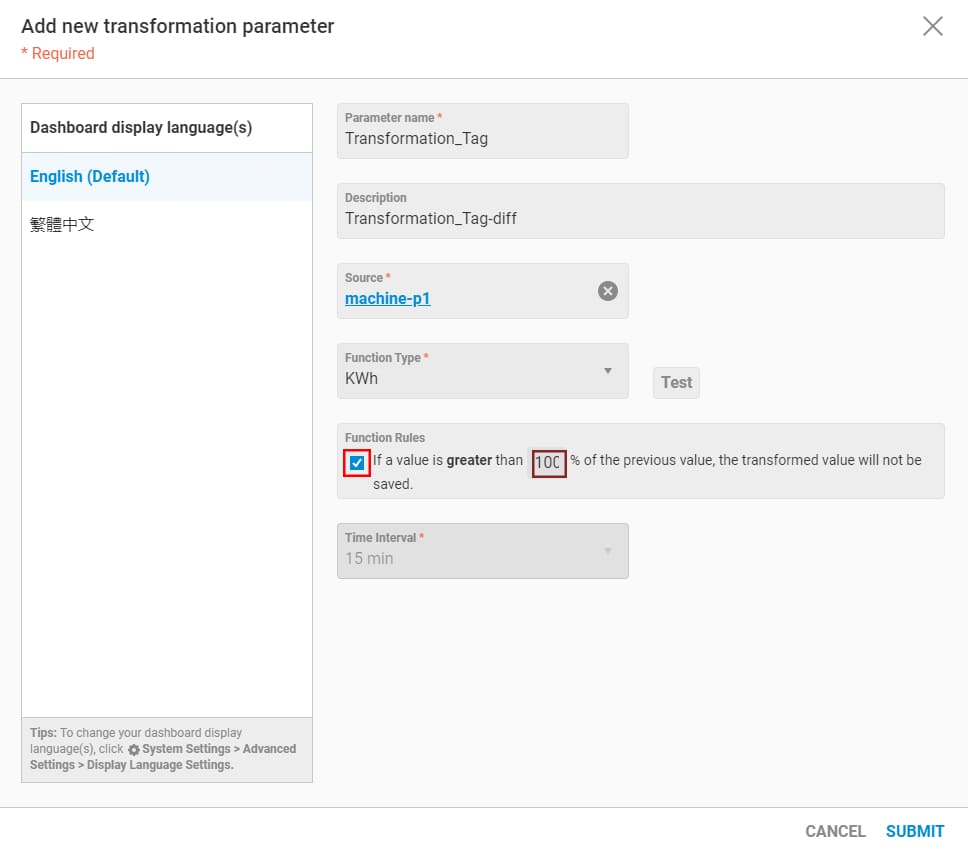 Add new transformation parameter
* Required
Dashboard display language(s)
English (Default)
繁體中文
Tips: To change your dashboard display
language(s), click System Settings > Advanced
Settings > Display Language Settings.
Parameter name *
Transformation_Tag
Description
Transformation_Tag-diff
Source *
machine-p1
Function Type *
KWh
Test
Function Rules
If a value is greater than 100 % of the previous value, the transformed value will not be
saved.
Time Interval *
15 min
CANCEL SUBMIT